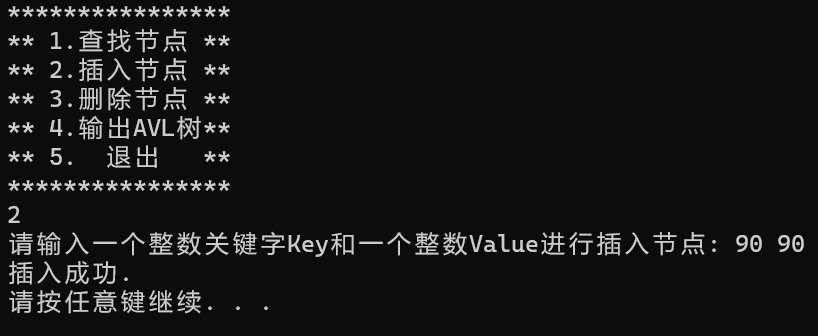 ****************
** 1.查找节点 **
** 2.插入节点 **
** 3.删除节点 **
** 4.输出AVL树**
** 5.  退出   **
****************
2
请输入一个整数关键字Key和一个整数Value进行插入节点: 90 90
插入成功.
请按任意键继续. . .